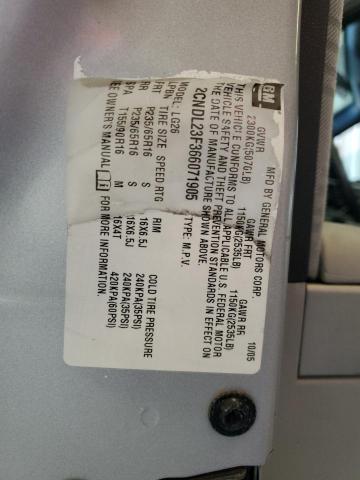 GM MFD BY GENERAL MOTORS CORP. 10/05
GVWR GAWR FRT GAWR RR
2300KG(5070LB) 1150KG(2535LB) 1150KG(2535LB)
THIS VEHICLE CONFORMS TO ALL APPLICABLE U.S. FEDERAL MOTOR
VEHICLE SAFETY AND THEFT PREVENTION STANDARDS IN EFFECT ON
MANUFACTURE SHOWN ABOVE.
2CNDL23F366071905 TYPE: M.P.V.
MODEL: LG26
TIRE SIZE SPEED RTG RIM COLD TIRE PRESSURE
FRT P235/65R16 S 16X6.5J 240KPA(35PSI)
RR P235/65R16 S 16X6.5J 240KPA(35PSI)
SPA T155/90R16 M 16X4T 420KPA(60PSI)
SEE OWNER'S MANUAL FOR MORE INFORMATION.